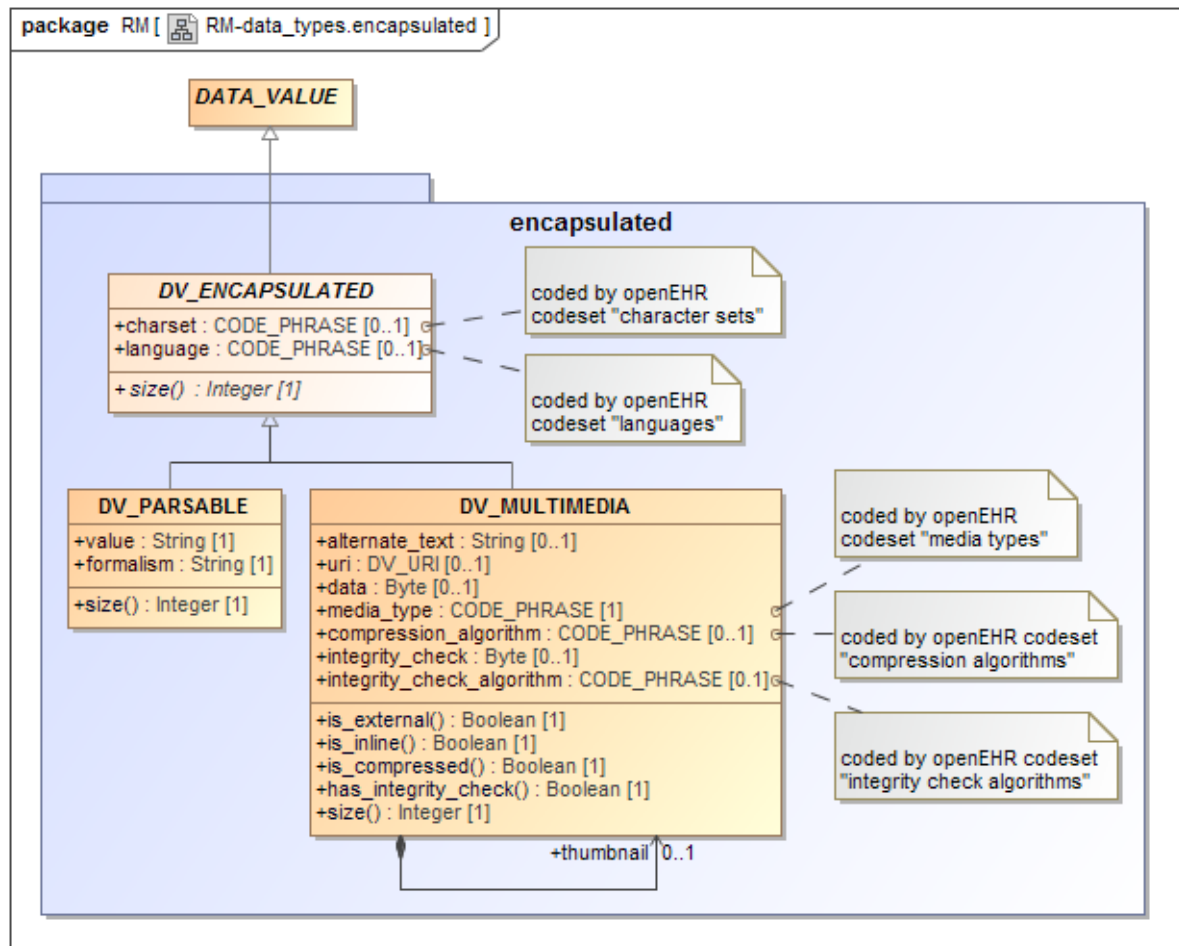 package RM [ RM-data_types.encapsulated ]
DATA_VALUE
encapsulated
DV_ENCAPSULATED
+charset : CODE_PHRASE [0..1]
+language : CODE_PHRASE [0..1]
+ size() : Integer [1]
coded by openEHR
codeset "character sets"
coded by openEHR
codeset "languages"
DV_PARSABLE
+value : String [1]
+formalism : String [1]
+size() : Integer [1]
DV_MULTIMEDIA
+alternate_text : String [0..1]
+uri : DV_URI [0..1]
+data : Byte [0..1]
+media_type : CODE_PHRASE [1]
+compression_algorithm : CODE_PHRASE [0..1]
+integrity_check : Byte [0..1]
+integrity_check_algorithm : CODE_PHRASE [0.1]
+is_external() : Boolean [1]
+is_inline() : Boolean [1]
+is_compressed() : Boolean [1]
+has_integrity_check() : Boolean [1]
+size() : Integer [1]
coded by openEHR
codeset "media types"
coded by openEHR codeset
"compression algorithms"
coded by openEHR codeset
"integrity check algorithms"
+thumbnail 0..1